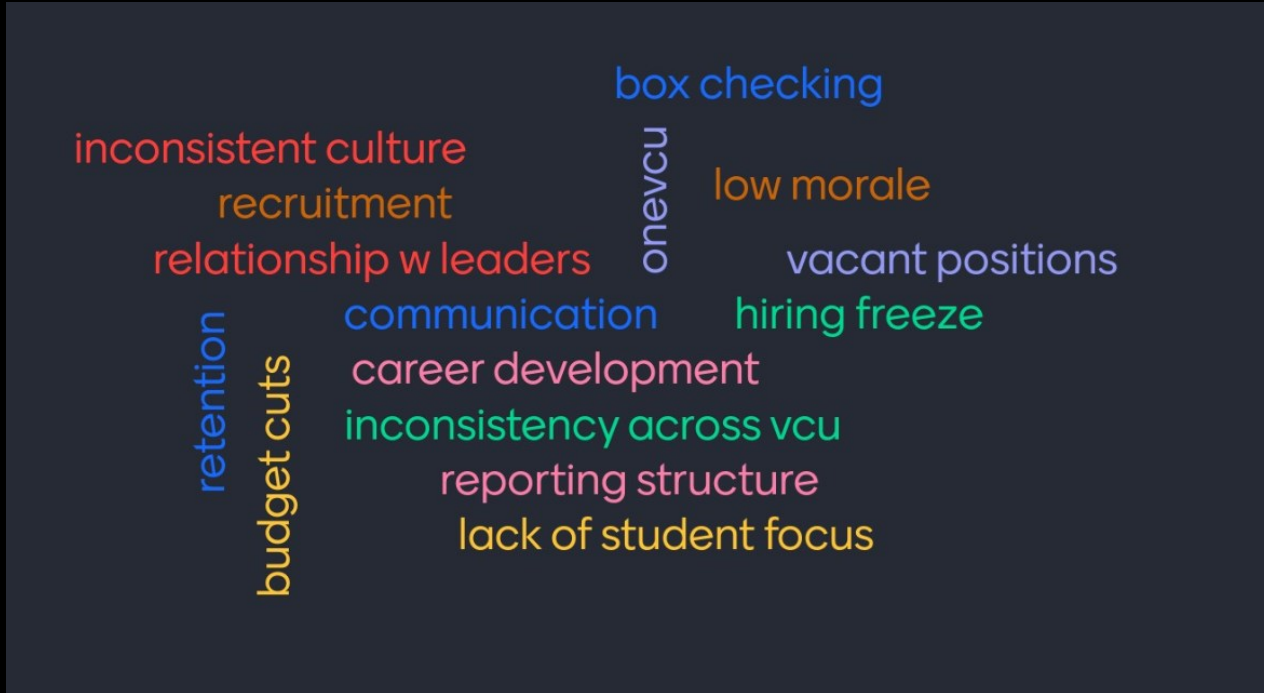 box checking
inconsistent culture
onevcu
low morale
recruitment
relationship w leaders
vacant positions
communication
hiring freeze
retention
budget cuts
career development
inconsistency across vcu
reporting structure
lack of student focus